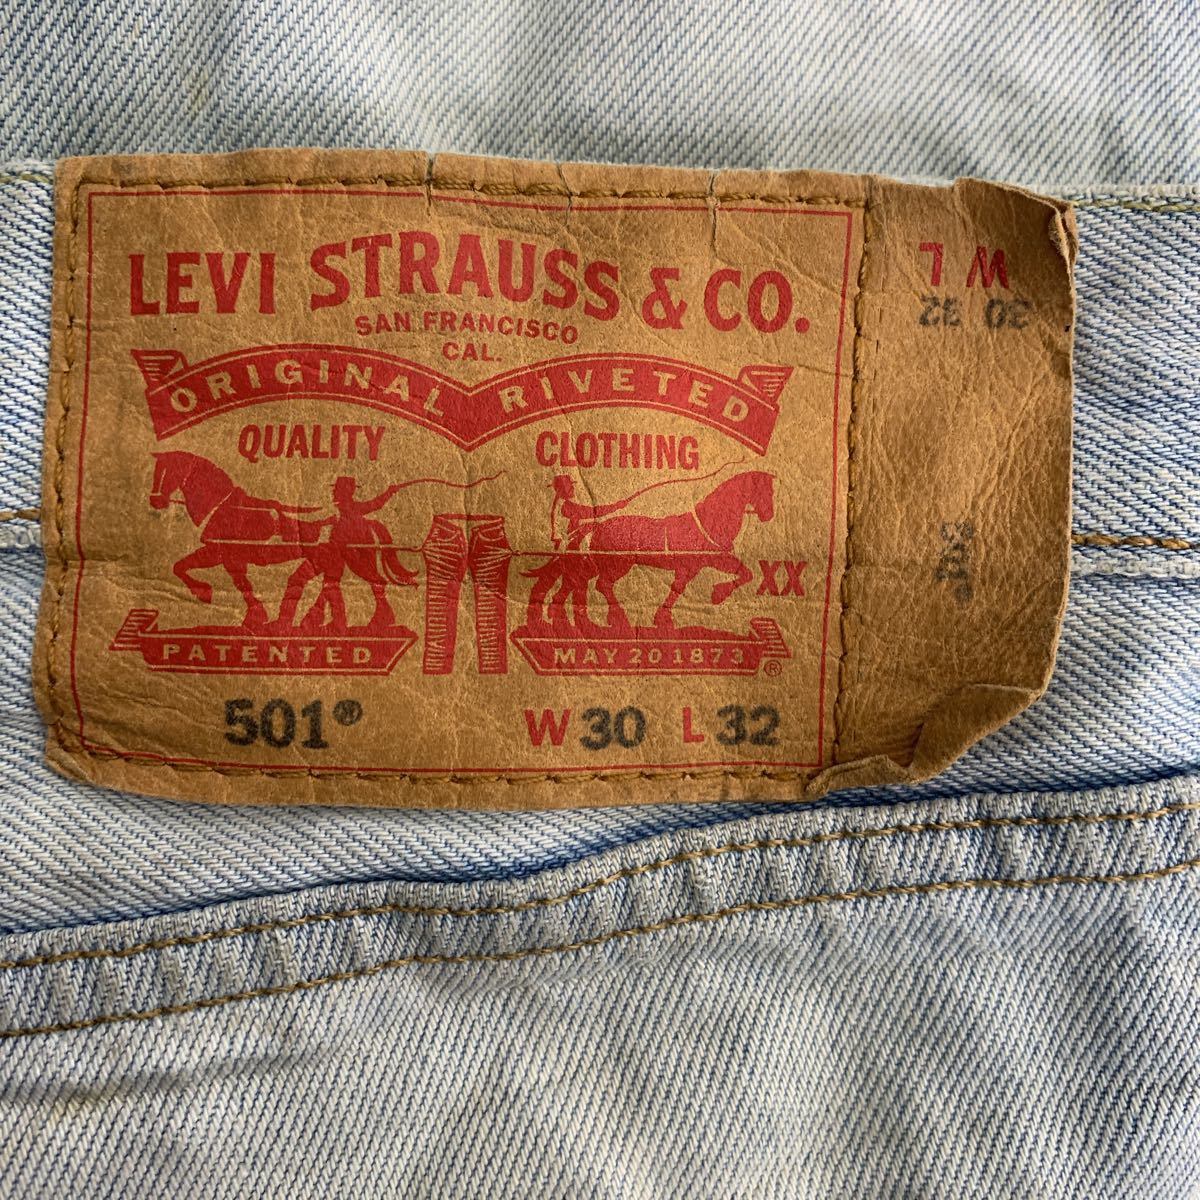 LEVI STRAUSS & CO.
SAN FRANCISCO
CAL.
ORIGINAL RIVETED
QUALITY CLOTHING
XX
PATENTED MAY 20 1873 ®
501® W 30 L 32
W L
30 32